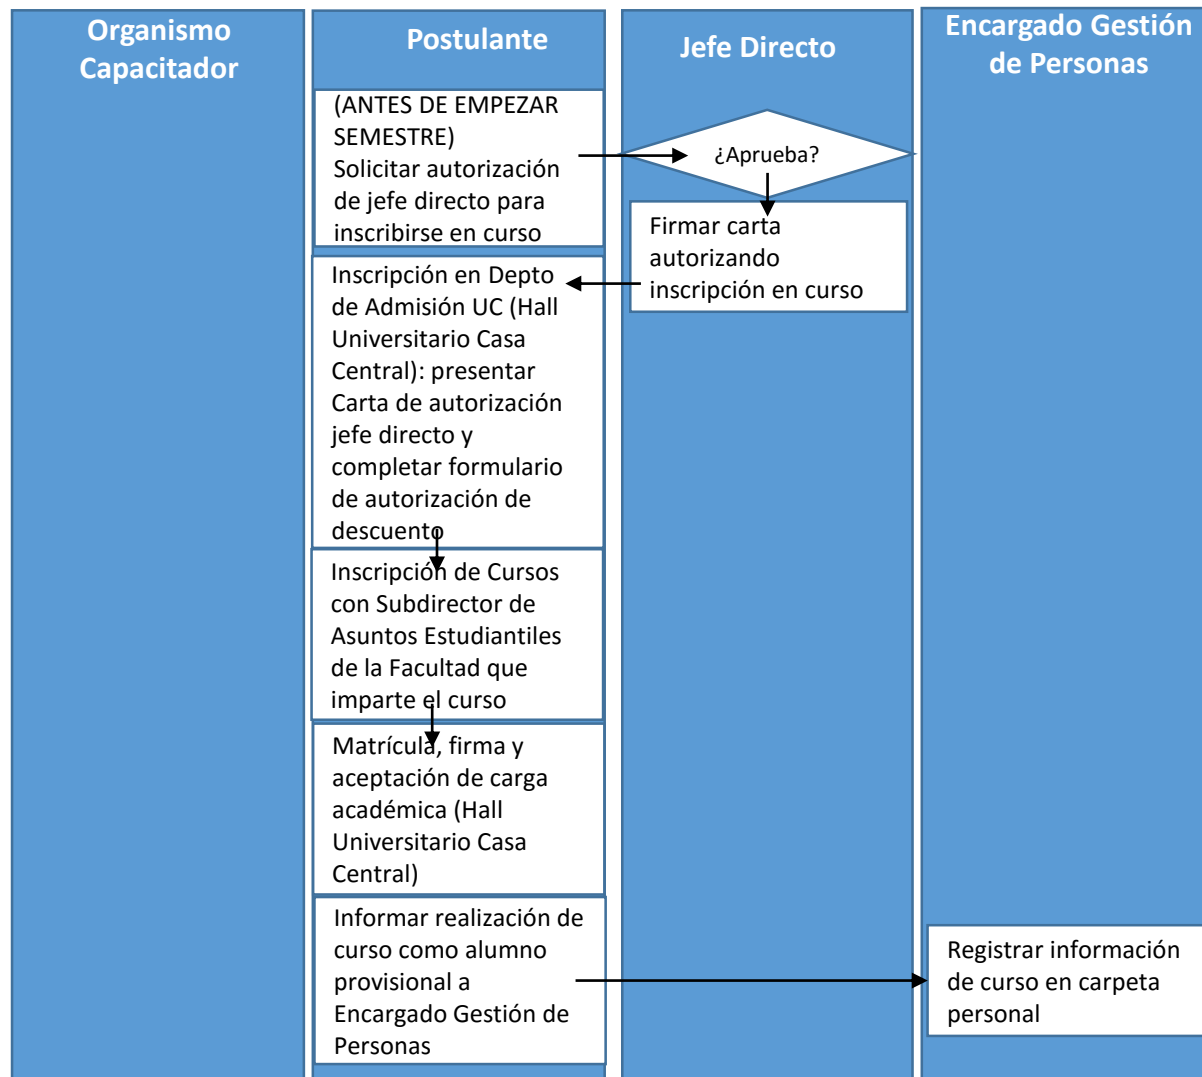 Organismo
Capacitador
Postulante
Jefe Directo
Encargado Gestión
de Personas
(ANTES DE EMPEZAR
SEMESTRE)
Solicitar autorización
de jefe directo para
inscribirse en curso
¿Aprueba?
Firmar carta
autorizando
inscripción en curso
Inscripción en Depto
de Admisión UC (Hall
Universitario Casa
Central): presentar
Carta de autorización
jefe directo y
completar formulario
de autorización de
descuento
Inscripción de Cursos
con Subdirector de
Asuntos Estudiantiles
de la Facultad que
imparte el curso
Matrícula, firma y
aceptación de carga
académica (Hall
Universitario Casa
Central)
Informar realización de
curso como alumno
provisional a
Encargado Gestión de
Personas
Registrar información
de curso en carpeta
personal